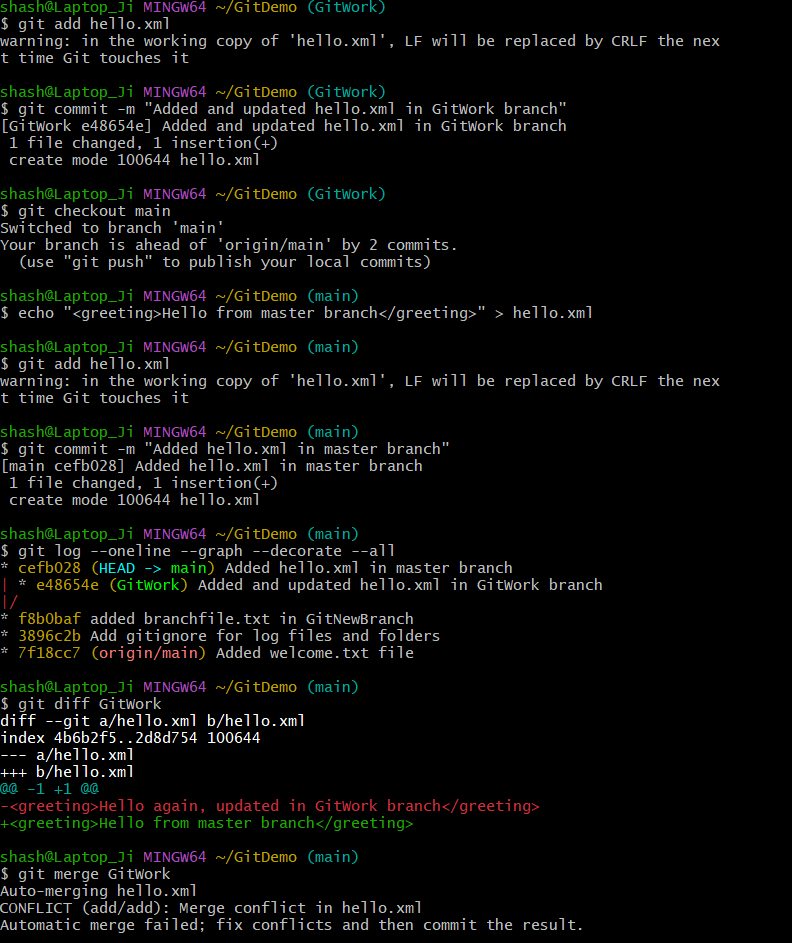 shash@Laptop_Ji MINGW64 ~/GitDemo (GitWork)
$ git add hello.xml
warning: in the working copy of 'hello.xml', LF will be replaced by CRLF the nex
t time Git touches it
shash@Laptop_Ji MINGW64 ~/GitDemo (GitWork)
$ git commit -m "Added and updated hello.xml in GitWork branch"
[GitWork e48654e] Added and updated hello.xml in GitWork branch
 1 file changed, 1 insertion(+)
 create mode 100644 hello.xml
shash@Laptop_Ji MINGW64 ~/GitDemo (GitWork)
$ git checkout main
Switched to branch 'main'
Your branch is ahead of 'origin/main' by 2 commits.
  (use "git push" to publish your local commits)
shash@Laptop_Ji MINGW64 ~/GitDemo (main)
$ echo "<greeting>Hello from master branch</greeting>" > hello.xml
shash@Laptop_Ji MINGW64 ~/GitDemo (main)
$ git add hello.xml
warning: in the working copy of 'hello.xml', LF will be replaced by CRLF the nex
t time Git touches it
shash@Laptop_Ji MINGW64 ~/GitDemo (main)
$ git commit -m "Added hello.xml in master branch"
[main cefb028] Added hello.xml in master branch
 1 file changed, 1 insertion(+)
 create mode 100644 hello.xml
shash@Laptop_Ji MINGW64 ~/GitDemo (main)
$ git log --oneline --graph --decorate --all
* cefb028 (HEAD -> main) Added hello.xml in master branch
| * e48654e (GitWork) Added and updated hello.xml in GitWork branch
|/
* f8b0baf added branchfile.txt in GitNewBranch
* 3896c2b Add gitignore for log files and folders
* 7f18cc7 (origin/main) Added welcome.txt file
shash@Laptop_Ji MINGW64 ~/GitDemo (main)
$ git diff GitWork
diff --git a/hello.xml b/hello.xml
index 4b6b2f5..2d8d754 100644
--- a/hello.xml
+++ b/hello.xml
@@ -1 +1 @@
-<greeting>Hello again, updated in GitWork branch</greeting>
+<greeting>Hello from master branch</greeting>
shash@Laptop_Ji MINGW64 ~/GitDemo (main)
$ git merge GitWork
Auto-merging hello.xml
CONFLICT (add/add): Merge conflict in hello.xml
Automatic merge failed; fix conflicts and then commit the result.